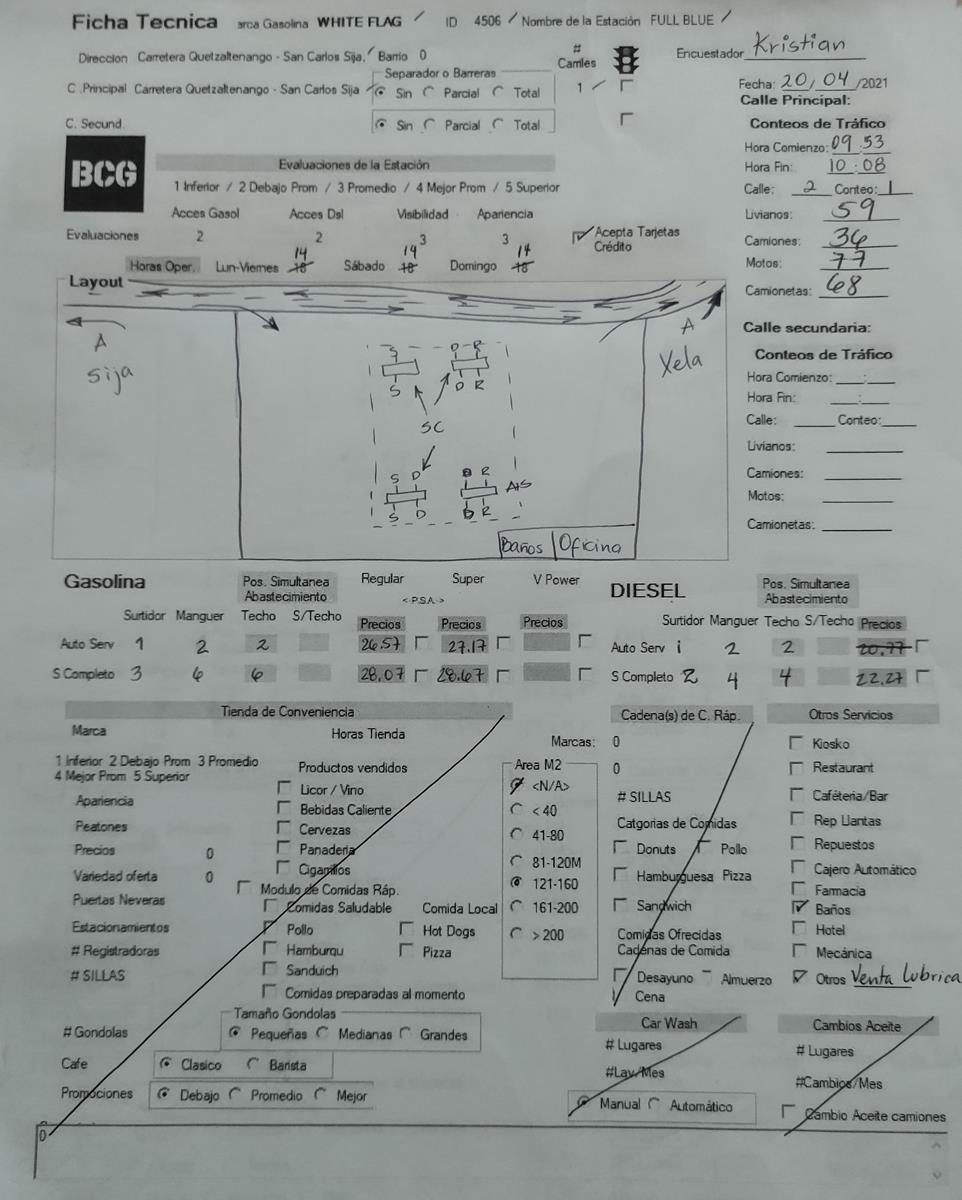 Ficha Tecnica arca Gasolina WHITE FLAG / ID 4506 / Nombre de la Estación FULL BLUE /
Direccion Carretera Quetzaltenango - San Carlos Sija, / Barrio 0
# Carriles
Encuestador Kristian
Separador o Barreras
C .Principal Carretera Quetzaltenango - San Carlos Sija / Sin Parcial Total 1 /
Fecha: 20/04/2021
C. Secund. Sin Parcial Total
Calle Principal:
Conteos de Tráfico
Hora Comienzo: 09:53
Hora Fin: 10:08
Calle: 2 Conteo: 1
Livianos: 59
Camiones: 36
Motos: 77
Camionetas: 68
BCG
Evaluaciones de la Estación
1 Inferior / 2 Debajo Prom / 3 Promedio / 4 Mejor Prom / 5 Superior
Acces Gasol Acces Dsl Visibilidad Apariencia
Evaluaciones 2 2 3 3
Acepta Tarjetas Crédito
14 14 14
Horas Oper. Lun-Viernes 18 Sábado 18 Domingo 18
Layout
A Sija
A Xela
S D R
S D R
SC
S D D R
S D D R
A+S
Baños Oficina
Calle secundaria:
Conteos de Tráfico
Hora Comienzo: __:__
Hora Fin: __:__
Calle: ____ Conteo:____
Livianos:
Camiones:
Motos:
Camionetas:
Gasolina
Pos. Simultanea Abastecimiento
Regular Super V Power
<-P.S.A.->
Surtidor Manguer Techo S/Techo Precios Precios Precios
Auto Serv 1 2 2 26.57 27.17
S Completo 3 6 6 28.07 28.67
DIESEL
Pos. Simultanea Abastecimiento
Surtidor Manguer Techo S/Techo Precios
Auto Serv 1 2 2 20.77
S Completo 2 4 4 22.27
Tienda de Conveniencia
Marca Horas Tienda
1 Inferior 2 Debajo Prom 3 Promedio
4 Mejor Prom 5 Superior
Apariencia
Peatones
Precios 0
Variedad oferta 0
Puertas Neveras
Estacionamientos
# Registradoras
# SILLAS
Productos vendidos
Licor / Vino
Bebidas Caliente
Cervezas
Panaderia
Cigarrillos
Modulo de Comidas Ráp.
Comidas Saludable Comida Local
Pollo Hot Dogs
Hamburqu Pizza
Sanduich
Comidas preparadas al momento
Area M2
<N/A>
< 40
41-80
81-120M
121-160
161-200
> 200
# Gondolas
Tamaño Gondolas
Pequeñas Medianas Grandes
Cafe Clasico Barista
Promociones Debajo Promedio Mejor
0
Cadena(s) de C. Ráp.
Marcas: 0
0
# SILLAS
Catgorias de Comidas
Donuts Pollo
Hamburguesa Pizza
Sandwich
Comidas Ofrecidas
Cadenas de Comida
Desayuno Almuerzo
Cena
Otros Servicios
Kiosko
Restaurant
Caféteria/Bar
Rep Llantas
Repuestos
Cajero Automático
Farmacia
Baños
Hotel
Mecánica
Otros Venta lubrica
Car Wash
# Lugares
#Lav/Mes
Manual Automático
Cambios Aceite
# Lugares
#Cambios/Mes
Cambio Aceite camiones